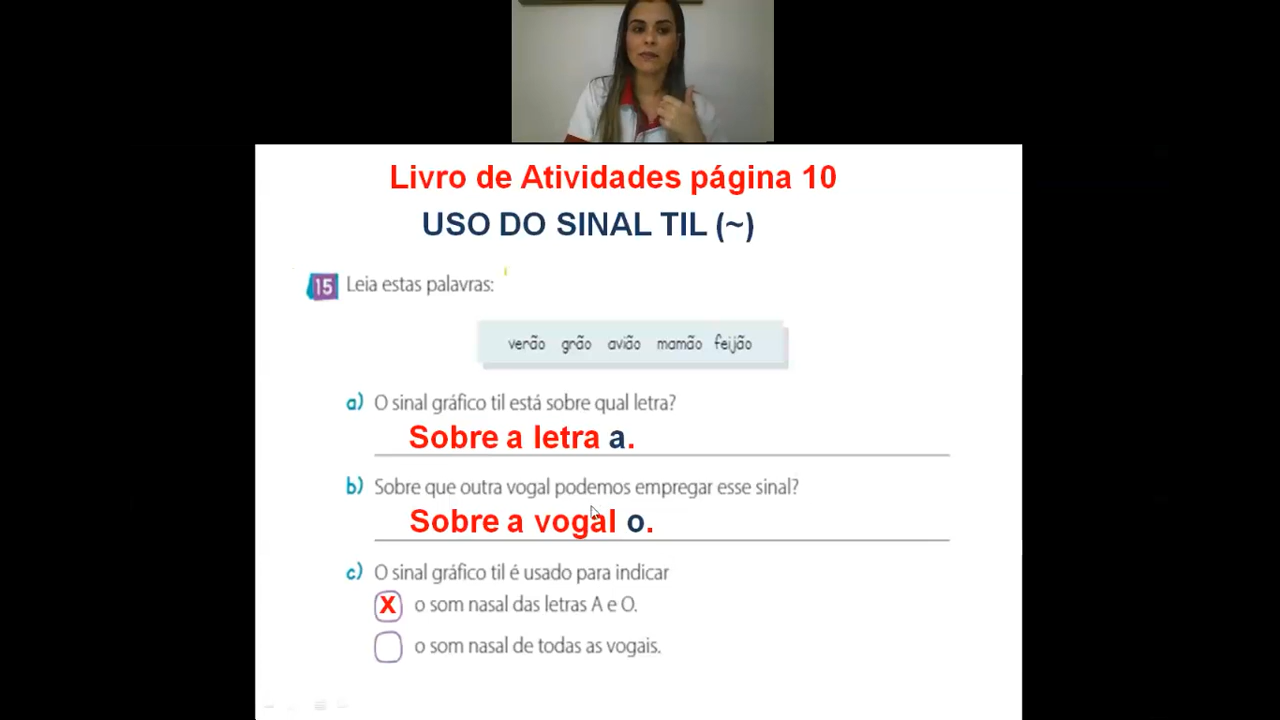 Livro de Atividades página 10
USO DO SINAL TIL (~)
15 Leia estas palavras:
verão grão avião mamão feijão
a) O sinal gráfico til está sobre qual letra?
Sobre a letra a.
b) Sobre que outra vogal podemos empregar esse sinal?
Sobre a vogal o.
c) O sinal gráfico til é usado para indicar
X o som nasal das letras A e O.
o som nasal de todas as vogais.